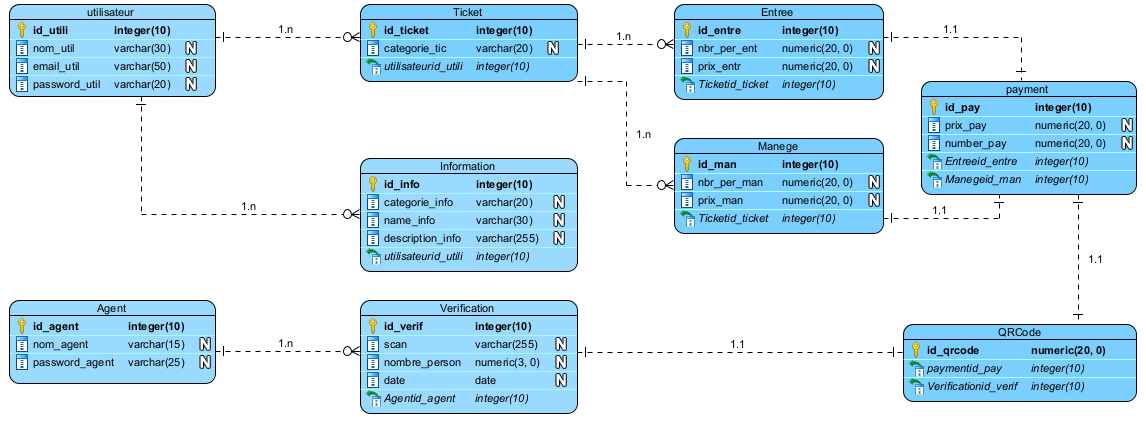 utilisateur
id_utili integer(10)
nom_util varchar(30) N
email_util varchar(50) N
password_util varchar(20) N
1.n
Ticket
id_ticket integer(10)
categorie_tic varchar(20) N
utilisateurid_utili integer(10)
1.n
Entree
id_entre integer(10)
nbr_per_ent numeric(20, 0) N
prix_entr numeric(20, 0) N
Ticketid_ticket integer(10)
1.1
payment
id_pay integer(10)
prix_pay numeric(20, 0) N
number_pay numeric(20, 0) N
Entreeid_entre integer(10)
Manegeid_man integer(10)
1.n
Manege
id_man integer(10)
nbr_per_man numeric(20, 0) N
prix_man numeric(20, 0) N
Ticketid_ticket integer(10)
1.1
1.n
Information
id_info integer(10)
categorie_info varchar(20) N
name_info varchar(30) N
description_info varchar(255) N
utilisateurid_utili integer(10)
1.1
Agent
id_agent integer(10)
nom_agent varchar(15) N
password_agent varchar(25) N
1.n
Verification
id_verif integer(10)
scan varchar(255) N
nombre_person numeric(3, 0) N
date date N
Agentid_agent integer(10)
1.1
QRCode
id_qrcode numeric(20, 0)
paymentid_pay integer(10)
Verificationid_verif integer(10)